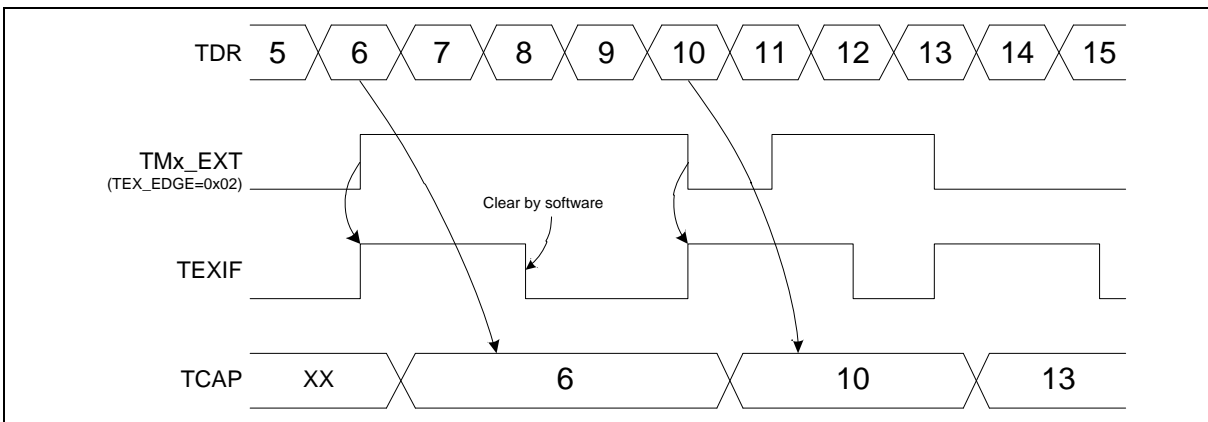 TDR 5 6 7 8 9 10 11 12 13 14 15
TMx_EXT
(TEX_EDGE=0x02)
Clear by software
TEXIF
TCAP XX 6 10 13